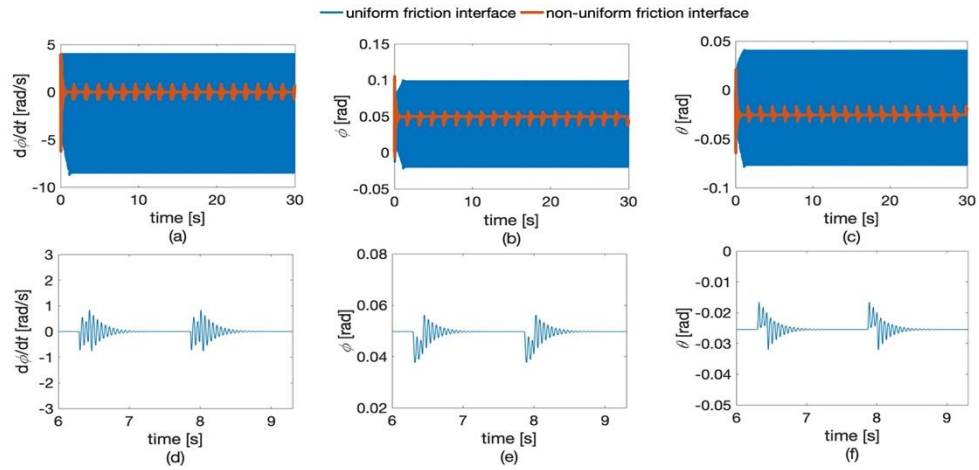 uniform friction interface non-uniform friction interface
5
0
-5
-10
dϕ/dt [rad/s]
0 10 20 30
time [s]
(a)
0.15
0.1
0.05
0
-0.05
ϕ [rad]
0 10 20 30
time [s]
(b)
0.05
0
-0.05
-0.1
θ [rad]
0 10 20 30
time [s]
(c)
3
2
1
0
-1
-2
-3
dϕ/dt [rad/s]
6 7 8 9
time [s]
(d)
0.08
0.06
0.04
0.02
ϕ [rad]
6 7 8 9
time [s]
(e)
0
-0.01
-0.02
-0.03
-0.04
-0.05
θ [rad]
6 7 8 9
time [s]
(f)